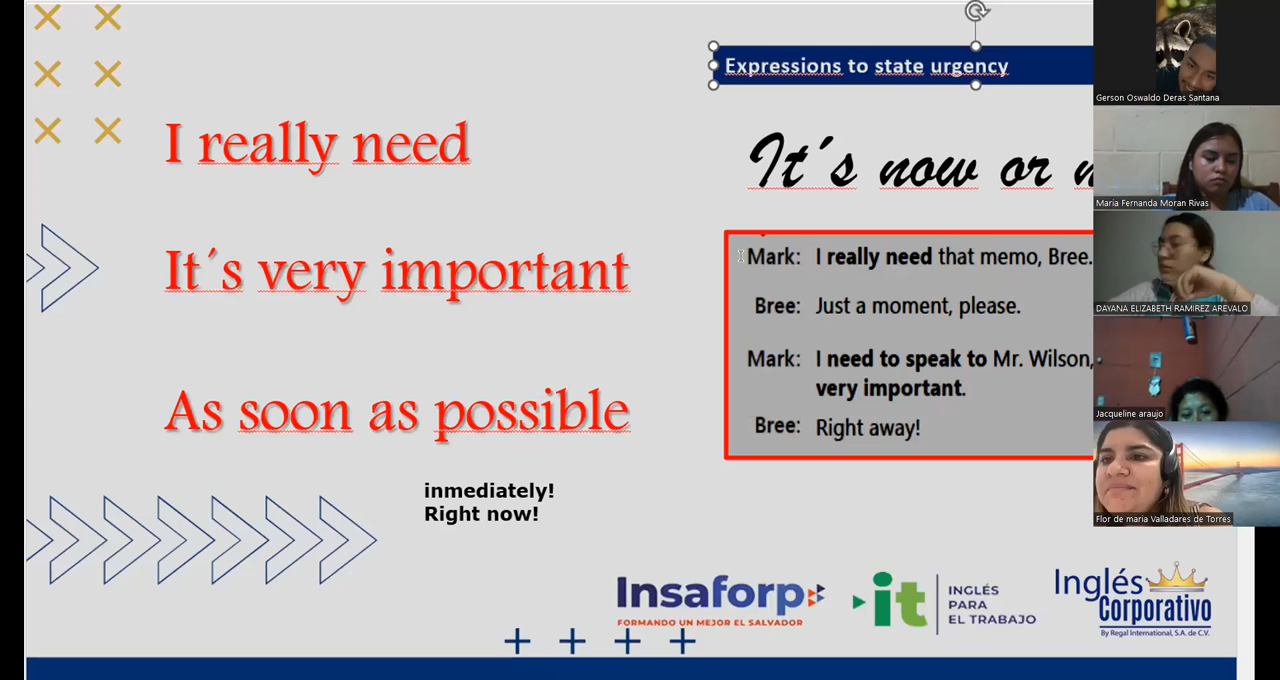 Expressions to state urgency
I really need
It´s now or
It´s very important
Mark: I really need that memo, Bree.
Bree: Just a moment, please.
Mark: I need to speak to Mr. Wilson,
very important.
Bree: Right away!
As soon as possible
inmediately!
Right now!
Insaforp
FORMANDO UN MEJOR EL SALVADOR
it
INGLÉS
PARA
EL TRABAJO
Inglés
Corporativo
By Regal International, S.A. de C.V.
Gerson Oswaldo Deras Santana
María Fernanda Moran Rivas
DAYANA ELIZABETH RAMIREZ AREVALO
Jacqueline araujo
Flor de maria Valladares de Torres